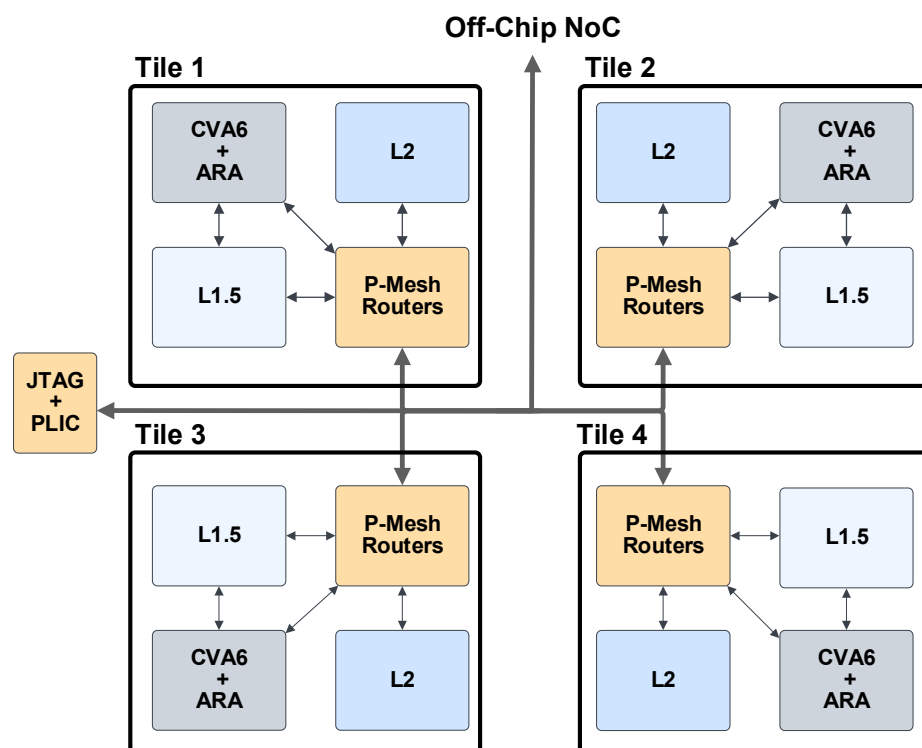 Off-Chip NoC
Tile 1
CVA6
+
ARA
L2
L1.5
P-Mesh
Routers
Tile 2
L2
CVA6
+
ARA
P-Mesh
Routers
L1.5
JTAG
+
PLIC
Tile 3
L1.5
P-Mesh
Routers
CVA6
+
ARA
L2
Tile 4
P-Mesh
Routers
L1.5
L2
CVA6
+
ARA